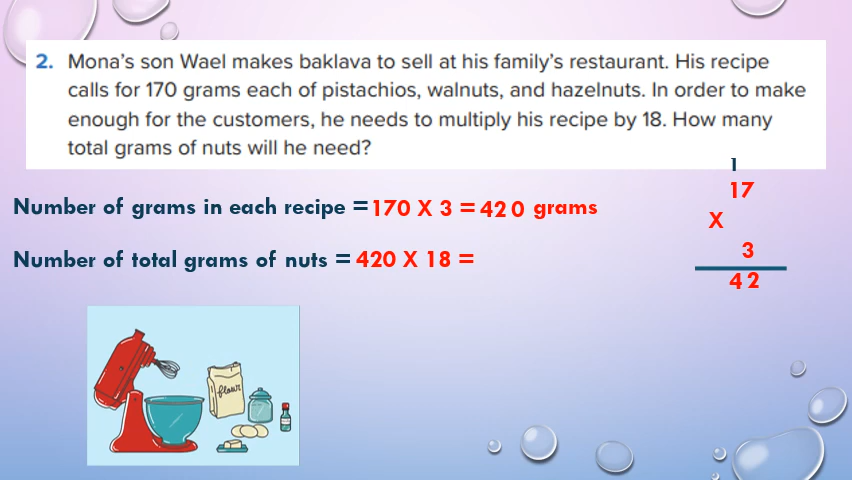 2. Mona's son Wael makes baklava to sell at his family's restaurant. His recipe
calls for 170 grams each of pistachios, walnuts, and hazelnuts. In order to make
enough for the customers, he needs to multiply his recipe by 18. How many
total grams of nuts will he need?
Number of grams in each recipe = 170 X 3 = 420 grams
Number of total grams of nuts = 420 X 18 =
1
17
X
3
42
flour